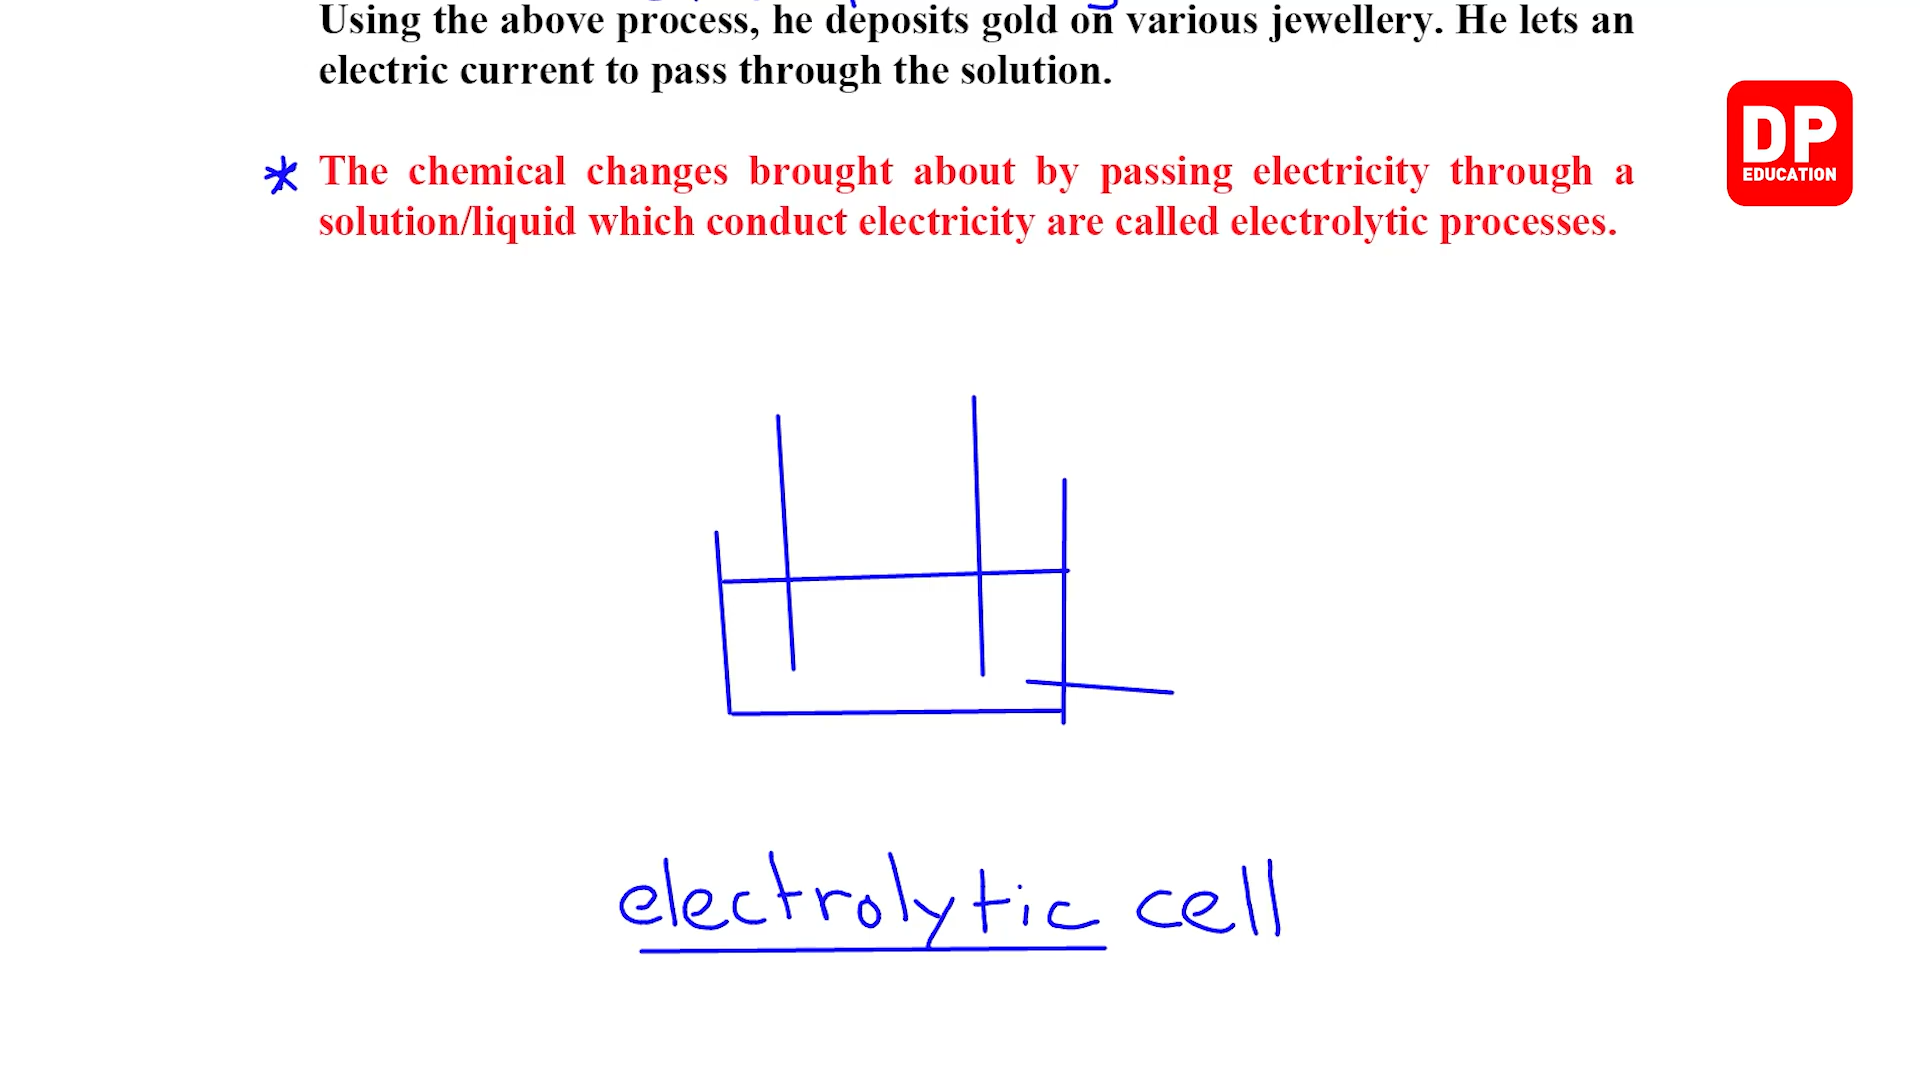 Using the above process, he deposits gold on various jewellery. He lets an
electric current to pass through the solution.
DP
EDUCATION
* The chemical changes brought about by passing electricity through a
solution/liquid which conduct electricity are called electrolytic processes.
electrolytic cell